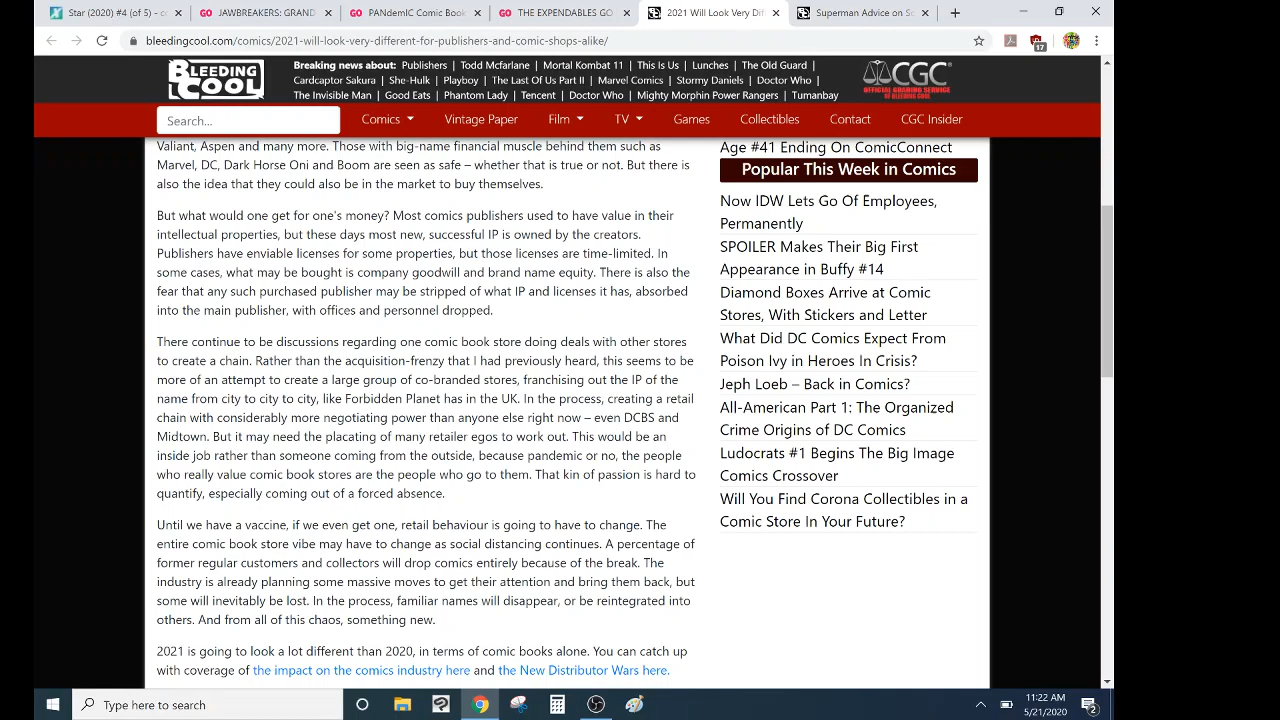 Star (2020) #4 (of 5) - c
JAWBREAKERS: GRAND
PANdemIC Comic Book
THE EXPENDABLES GO
2021 Will Look Very Dif
Superman Advice on So
bleedingcool.com/comics/2021-will-look-very-different-for-publishers-and-comic-shops-alike/
17
BLEEDING COOL
Breaking news about: Publishers | Todd Mcfarlane | Mortal Kombat 11 | This Is Us | Lunches | The Old Guard |
Cardcaptor Sakura | She-Hulk | Playboy | The Last Of Us Part II | Marvel Comics | Stormy Daniels | Doctor Who |
The Invisible Man | Good Eats | Phantom Lady | Tencent | Doctor Who | Mighty Morphin Power Rangers | Tumanbay
CGC
OFFICIAL GRADING SERVICE
OF BLEEDING COOL
Search...
Comics
Vintage Paper
Film
TV
Games
Collectibles
Contact
CGC Insider
Valiant, Aspen and many more. Those with big-name financial muscle behind them such as
Marvel, DC, Dark Horse Oni and Boom are seen as safe – whether that is true or not. But there is
also the idea that they could also be in the market to buy themselves.
But what would one get for one's money? Most comics publishers used to have value in their
intellectual properties, but these days most new, successful IP is owned by the creators.
Publishers have enviable licenses for some properties, but those licenses are time-limited. In
some cases, what may be bought is company goodwill and brand name equity. There is also the
fear that any such purchased publisher may be stripped of what IP and licenses it has, absorbed
into the main publisher, with offices and personnel dropped.
There continue to be discussions regarding one comic book store doing deals with other stores
to create a chain. Rather than the acquisition-frenzy that I had previously heard, this seems to be
more of an attempt to create a large group of co-branded stores, franchising out the IP of the
name from city to city to city, like Forbidden Planet has in the UK. In the process, creating a retail
chain with considerably more negotiating power than anyone else right now – even DCBS and
Midtown. But it may need the placating of many retailer egos to work out. This would be an
inside job rather than someone coming from the outside, because pandemic or no, the people
who really value comic book stores are the people who go to them. That kin of passion is hard to
quantify, especially coming out of a forced absence.
Until we have a vaccine, if we even get one, retail behaviour is going to have to change. The
entire comic book store vibe may have to change as social distancing continues. A percentage of
former regular customers and collectors will drop comics entirely because of the break. The
industry is already planning some massive moves to get their attention and bring them back, but
some will inevitably be lost. In the process, familiar names will disappear, or be reintegrated into
others. And from all of this chaos, something new.
2021 is going to look a lot different than 2020, in terms of comic books alone. You can catch up
with coverage of the impact on the comics industry here and the New Distributor Wars here.
Age #41 Ending On ComicConnect
Popular This Week in Comics
Now IDW Lets Go Of Employees,
Permanently
SPOILER Makes Their Big First
Appearance in Buffy #14
Diamond Boxes Arrive at Comic
Stores, With Stickers and Letter
What Did DC Comics Expect From
Poison Ivy in Heroes In Crisis?
Jeph Loeb – Back in Comics?
All-American Part 1: The Organized
Crime Origins of DC Comics
Ludocrats #1 Begins The Big Image
Comics Crossover
Will You Find Corona Collectibles in a
Comic Store In Your Future?
Type here to search
11:22 AM
5/21/2020
2